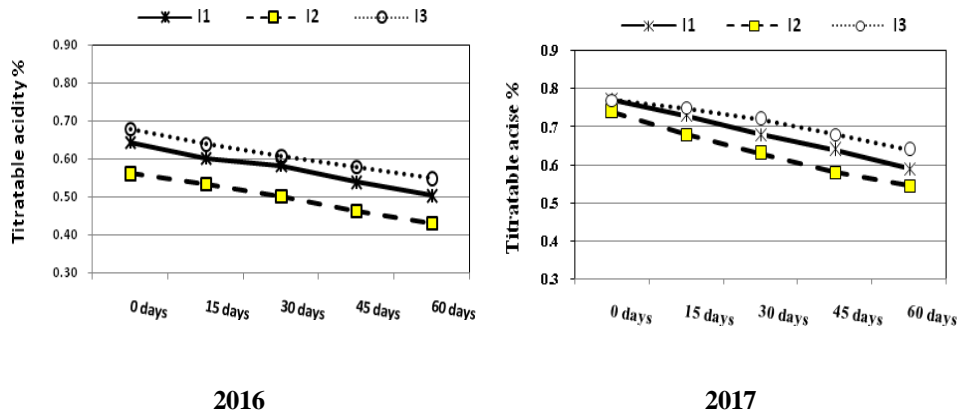 I1 I2 I3
Titratable acidity %
0.90
0.80
0.70
0.60
0.50
0.40
0.30
0 days 15 days 30 days 45 days 60 days
2016
I1 I2 I3
Titratatable acise %
0.9
0.8
0.7
0.6
0.5
0.4
0.3
0 days 15 days 30 days 45 days 60 days
2017